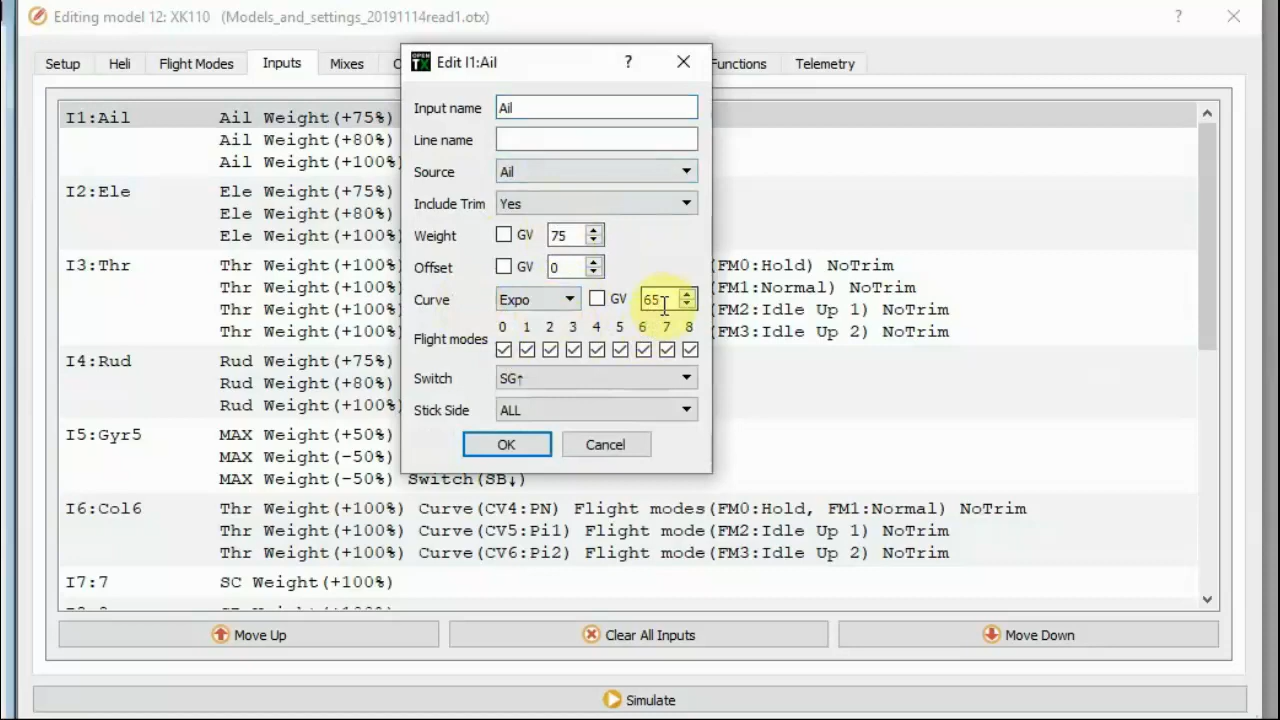 Editing model 12: XK110 (Models_and_settings_20191114read1.otx)
?
Setup Heli Flight Modes Inputs Mixes Functions Telemetry
OPEN TX Edit I1:Ail ?
Input name Ail
Line name
Source Ail
Include Trim Yes
Weight GV 75
Offset GV 0
Curve Expo GV 65
0 1 2 3 4 5 6 7 8
Flight modes
Switch SG↑
Stick Side ALL
OK Cancel
I1:Ail Ail Weight(+75%)
Ail Weight(+80%)
Ail Weight(+100%)
I2:Ele Ele Weight(+75%)
Ele Weight(+80%)
Ele Weight(+100%)
I3:Thr Thr Weight(+100%) (FM0:Hold) NoTrim
Thr Weight(+100%) (FM1:Normal) NoTrim
Thr Weight(+100%) (FM2:Idle Up 1) NoTrim
Thr Weight(+100%) (FM3:Idle Up 2) NoTrim
I4:Rud Rud Weight(+75%)
Rud Weight(+80%)
Rud Weight(+100%)
I5:Gyr5 MAX Weight(+50%)
MAX Weight(-50%)
MAX Weight(-50%) Switch(SB↓)
I6:Col6 Thr Weight(+100%) Curve(CV4:PN) Flight modes(FM0:Hold, FM1:Normal) NoTrim
Thr Weight(+100%) Curve(CV5:Pi1) Flight mode(FM2:Idle Up 1) NoTrim
Thr Weight(+100%) Curve(CV6:Pi2) Flight mode(FM3:Idle Up 2) NoTrim
I7:7 SC Weight(+100%)
Move Up Clear All Inputs Move Down
Simulate